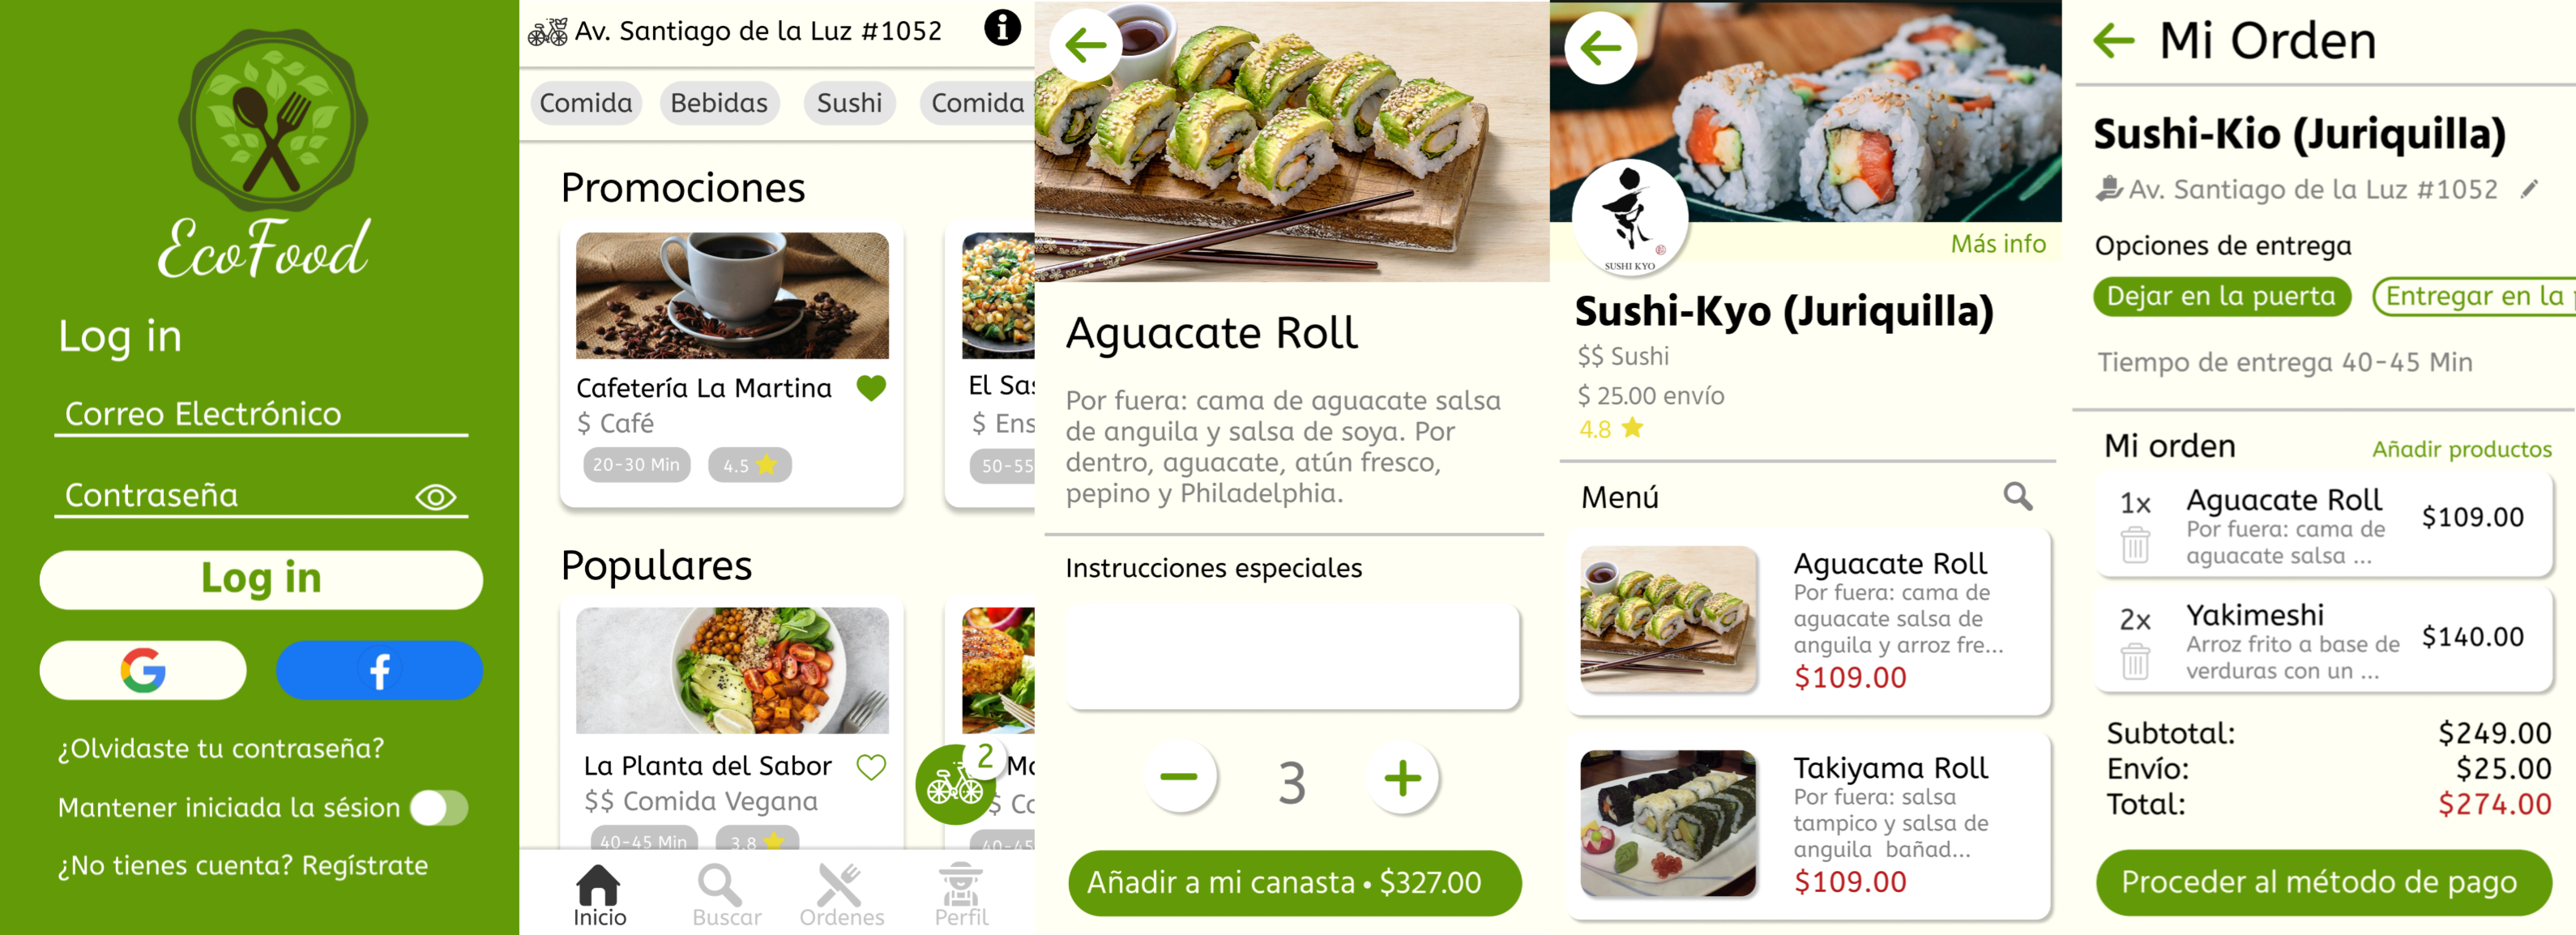 EcoFood
Log in
Correo Electrónico
Contraseña
Log in
¿Olvidaste tu contraseña?
Mantener iniciada la sésion
¿No tienes cuenta? Regístrate
Av. Santiago de la Luz #1052
Comida
Bebidas
Sushi
Comida
Promociones
Cafetería La Martina
$ Café
20-30 Min
4.5
El Sas
$ Ens
50-55
Populares
La Planta del Sabor
$$ Comida Vegana
40-45 Min
3.8
2
Mo
$ Co
40-45
Inicio
Buscar
Ordenes
Perfil
Aguacate Roll
Por fuera: cama de aguacate salsa
de anguila y salsa de soya. Por
dentro, aguacate, atún fresco,
pepino y Philadelphia.
Instrucciones especiales
3
Añadir a mi canasta • $327.00
SUSHI KYO
Más info
Sushi-Kyo (Juriquilla)
$$ Sushi
$ 25.00 envío
4.8
Menú
Aguacate Roll
Por fuera: cama de
aguacate salsa de
anguila y arroz fre...
$109.00
Takiyama Roll
Por fuera: salsa
tampico y salsa de
anguila bañad...
$109.00
Mi Orden
Sushi-Kio (Juriquilla)
Av. Santiago de la Luz #1052
Opciones de entrega
Dejar en la puerta
Entregar en la
Tiempo de entrega 40-45 Min
Mi orden
Añadir productos
1x
Aguacate Roll
Por fuera: cama de
aguacate salsa ...
$109.00
2x
Yakimeshi
Arroz frito a base de
verduras con un ...
$140.00
Subtotal: $249.00
Envío: $25.00
Total: $274.00
Proceder al método de pago